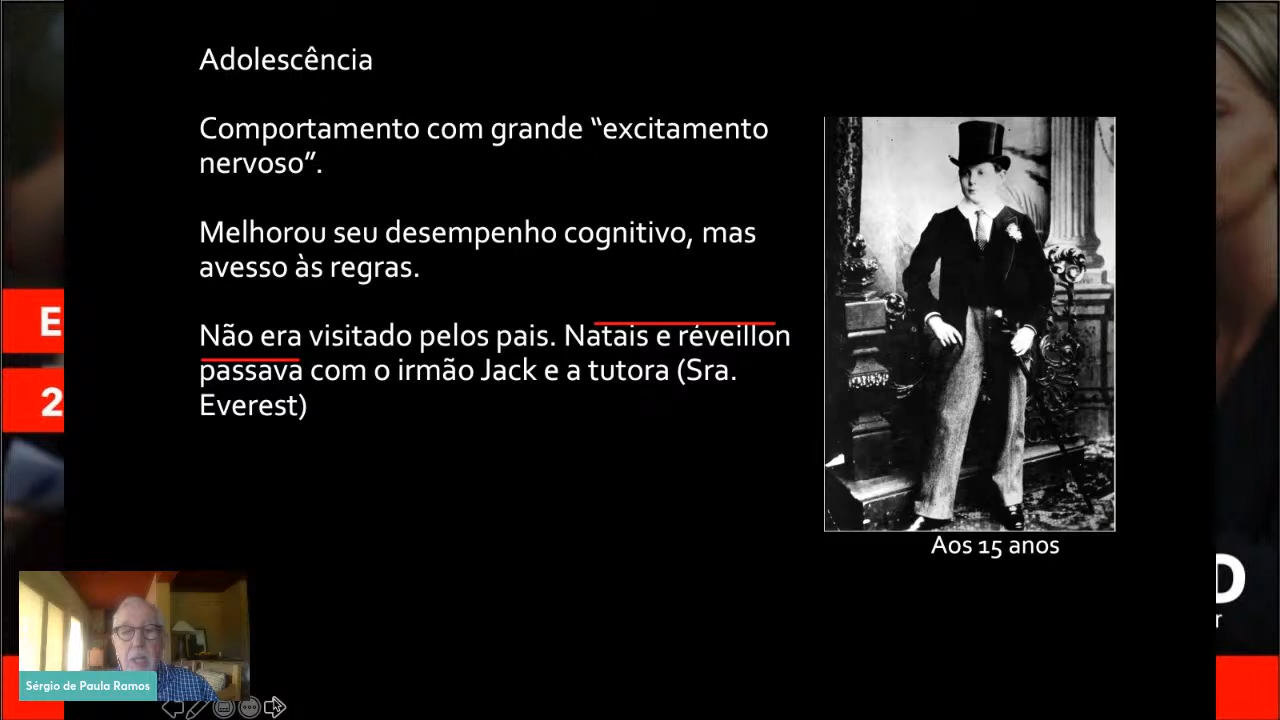 Adolescência
Comportamento com grande “excitamento
nervoso”.
Melhorou seu desempenho cognitivo, mas
avesso às regras.
Não era visitado pelos pais. Natais e réveillon
passava com o irmão Jack e a tutora (Sra.
Everest)
Aos 15 anos
E
2
D
r
Sérgio de Paula Ramos